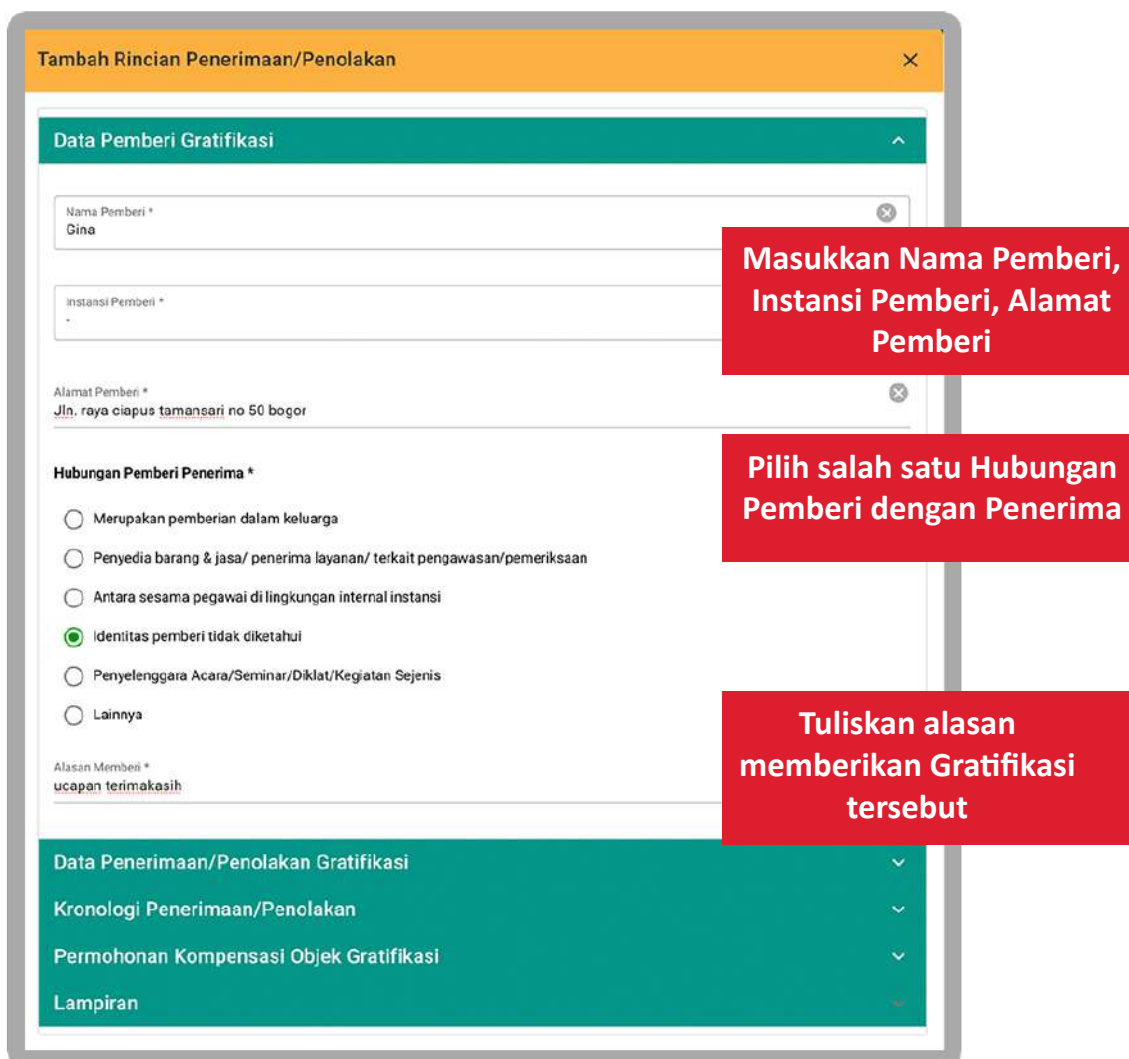 Tambah Rincian Penerimaan/Penolakan
Data Pemberi Gratifikasi
Nama Pemberi *
Gina
Instansi Pemberi *
-
Masukkan Nama Pemberi,
Instansi Pemberi, Alamat
Pemberi
Alamat Pemberi *
Jln. raya ciapus tamansari no 50 bogor
Hubungan Pemberi Penerima *
Pilih salah satu Hubungan
Pemberi dengan Penerima
Merupakan pemberian dalam keluarga
Penyedia barang & jasa/ penerima layanan/ terkait pengawasan/pemeriksaan
Antara sesama pegawai di lingkungan internal instansi
Identitas pemberi tidak diketahui
Penyelenggara Acara/Seminar/Diklat/Kegiatan Sejenis
Lainnya
Alasan Memberi *
ucapan terimakasih
Tuliskan alasan
memberikan Gratifikasi
tersebut
Data Penerimaan/Penolakan Gratifikasi
Kronologi Penerimaan/Penolakan
Permohonan Kompensasi Objek Gratifikasi
Lampiran